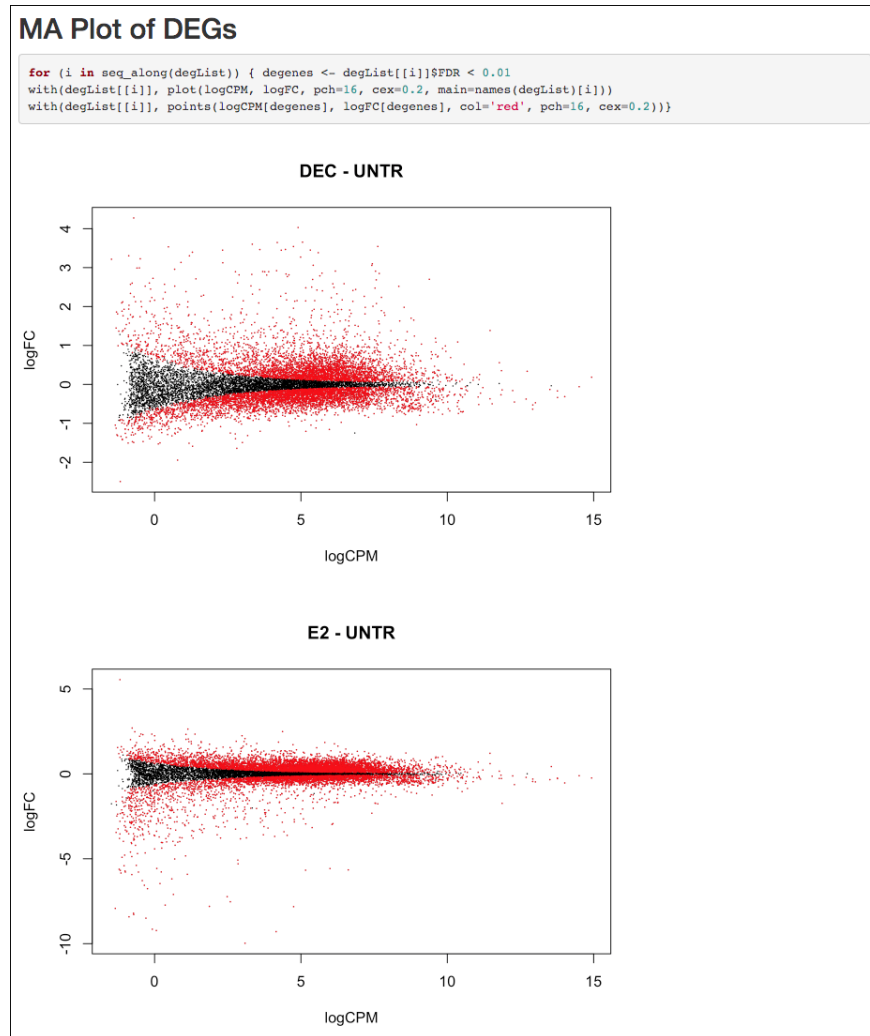 MA Plot of DEGs
for (i in seq_along(degList)) { degenes <- degList[[i]]$FDR < 0.01
with(degList[[i]], plot(logCPM, logFC, pch=16, cex=0.2, main=names(degList)[i]))
with(degList[[i]], points(logCPM[degenes], logFC[degenes], col='red', pch=16, cex=0.2))}
DEC - UNTR
4
3
2
1
0
-1
-2
logFC
0 5 10 15
logCPM
E2 - UNTR
5
0
-5
-10
logFC
0 5 10 15
logCPM